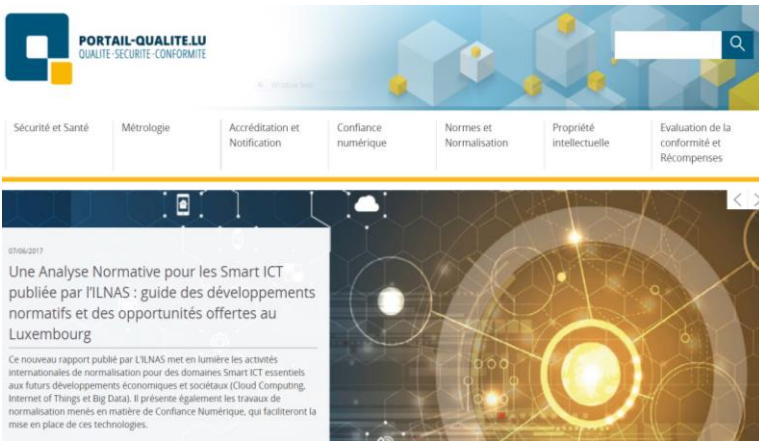 PORTAIL-QUALITE.LU
QUALITE-SECURITE-CONFORMITE
Sécurité et Santé
Métrologie
Accréditation et
Notification
Confiance
numérique
Normes et
Normalisation
Propriété
intellectuelle
Evaluation de la
conformité et
Récompenses
07/06/2017
Une Analyse Normative pour les Smart ICT
publiée par l'ILNAS : guide des développements
normatifs et des opportunités offertes au
Luxembourg
Ce nouveau rapport publié par L'ILNAS met en lumière les activités
internationales de normalisation pour des domaines Smart ICT essentiels
aux futurs développements économiques et sociétaux (Cloud Computing,
Internet of Things et Big Data). Il présente également les travaux de
normalisation menés en matière de Confiance Numérique, qui faciliteront la
mise en place de ces technologies.